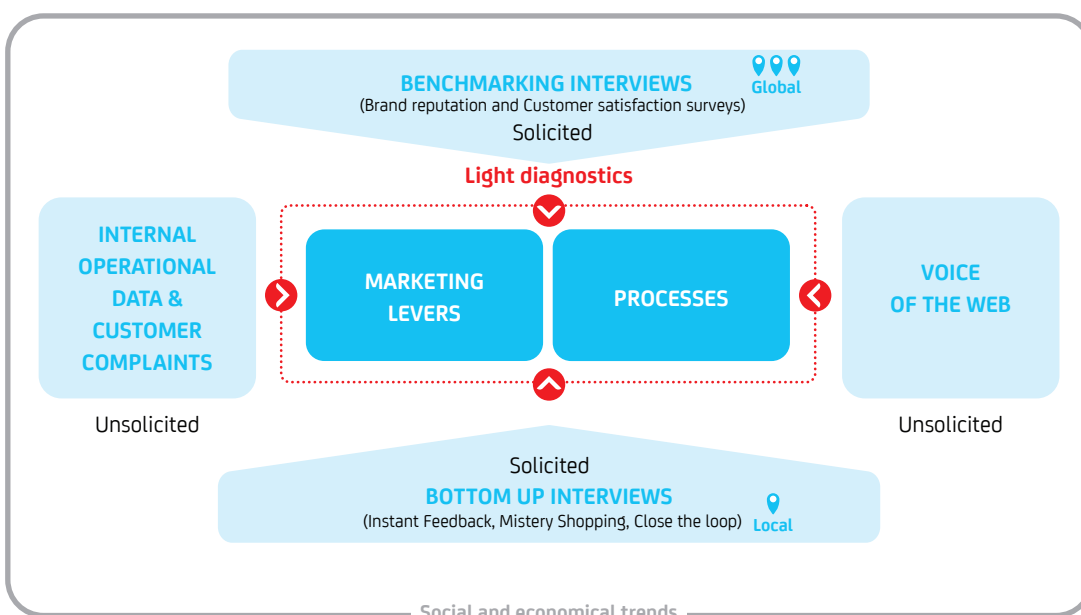 BENCHMARKING INTERVIEWS
Global
(Brand reputation and Customer satisfaction surveys)
Solicited
Light diagnostics
INTERNAL
OPERATIONAL
DATA &
CUSTOMER
COMPLAINTS
Unsolicited
MARKETING
LEVERS
PROCESSES
VOICE
OF THE WEB
Unsolicited
Solicited
BOTTOM UP INTERVIEWS
(Instant Feedback, Mistery Shopping, Close the loop)
Local
Social and economical trends